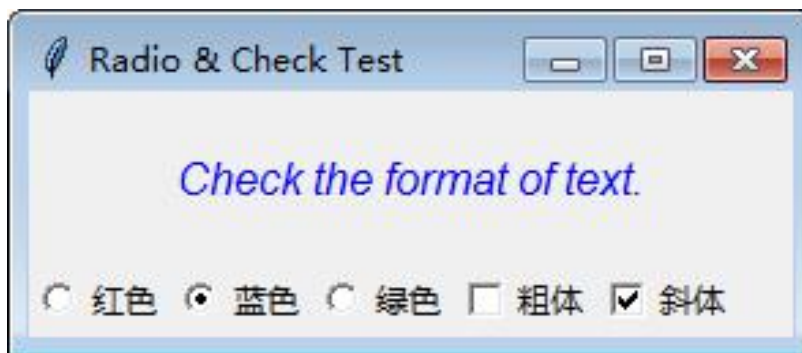 Radio & Check Test
Check the format of text.
红色 蓝色 绿色 粗体 斜体